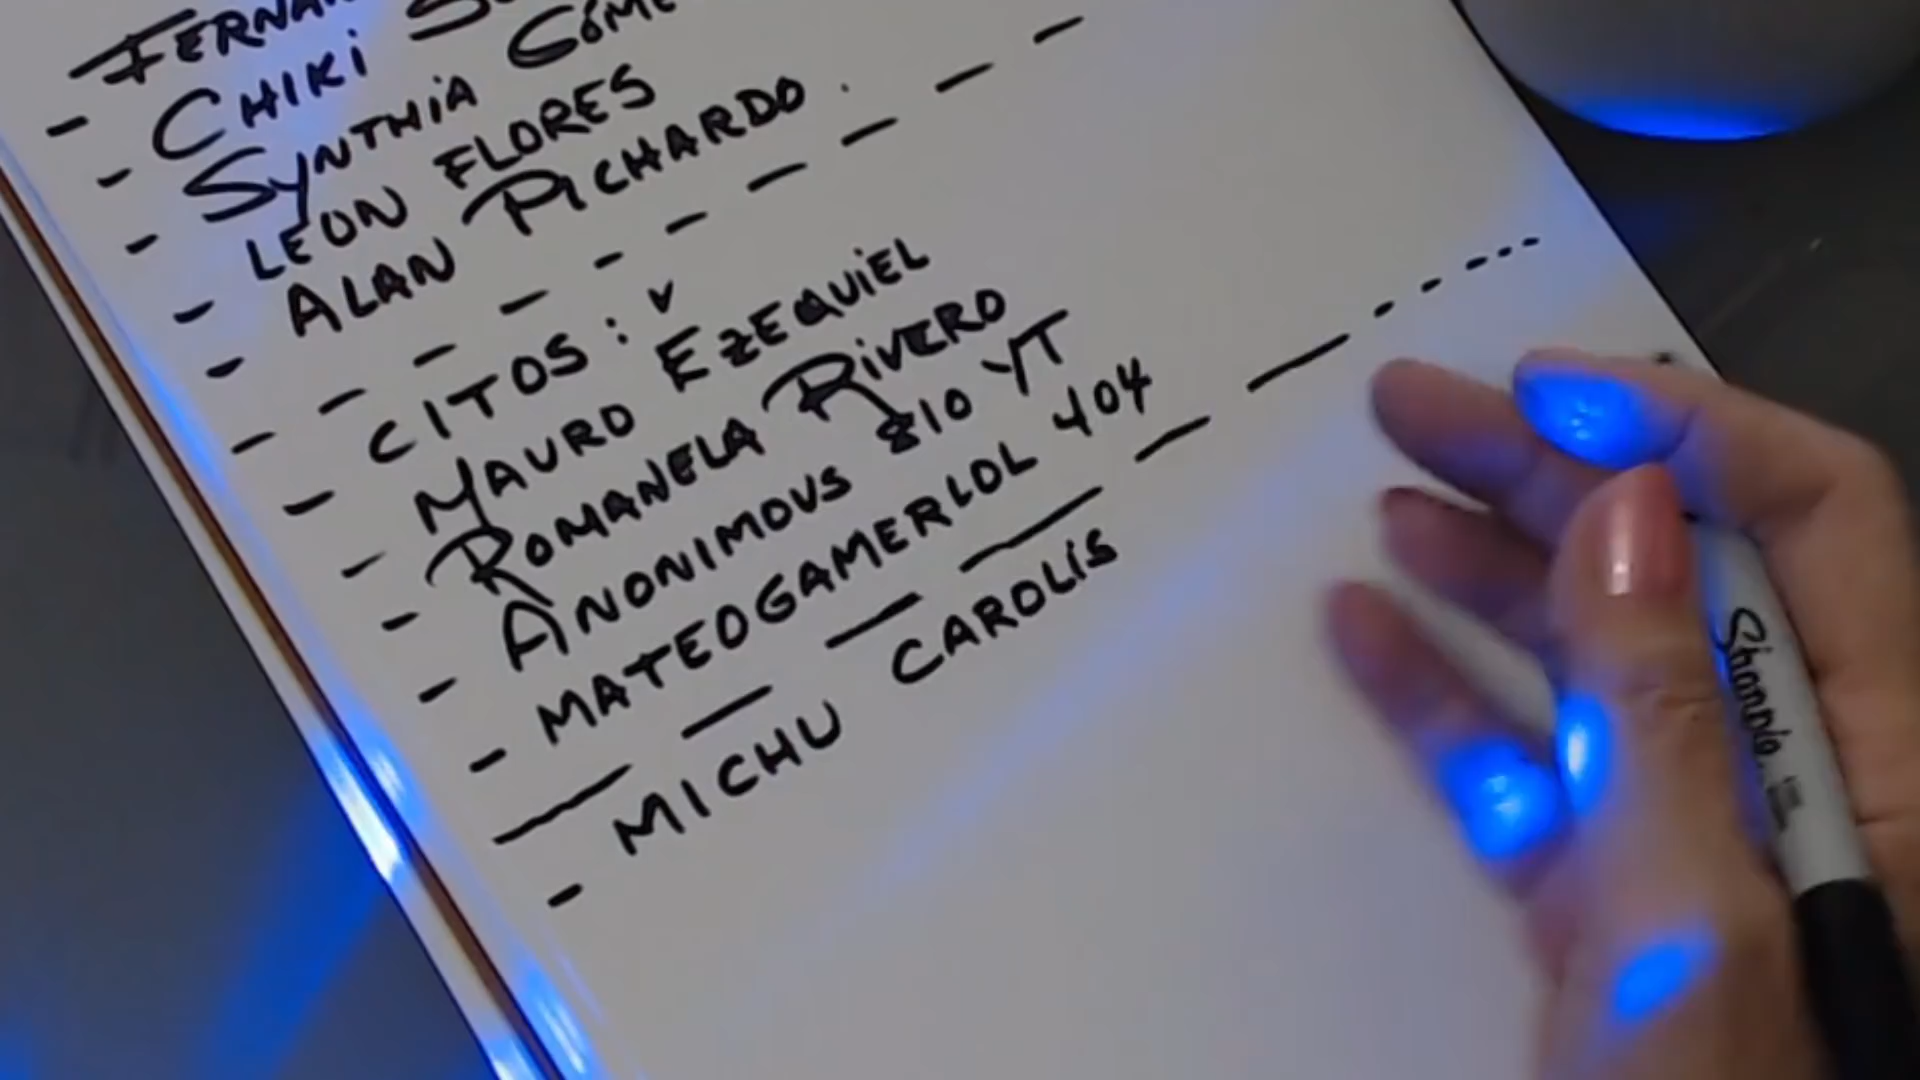 - CHIKI
- SYNTHIA GÓME
- LEON FLORES
- ALAN PICHARDO.
- CITOS:
- MAURO EZEQUIEL
- ROMANELA RIVERO
- ANONIMOUS 810 YT
- MATEOGAMERLOL 404
- MICHU CAROLIS
Sharpie